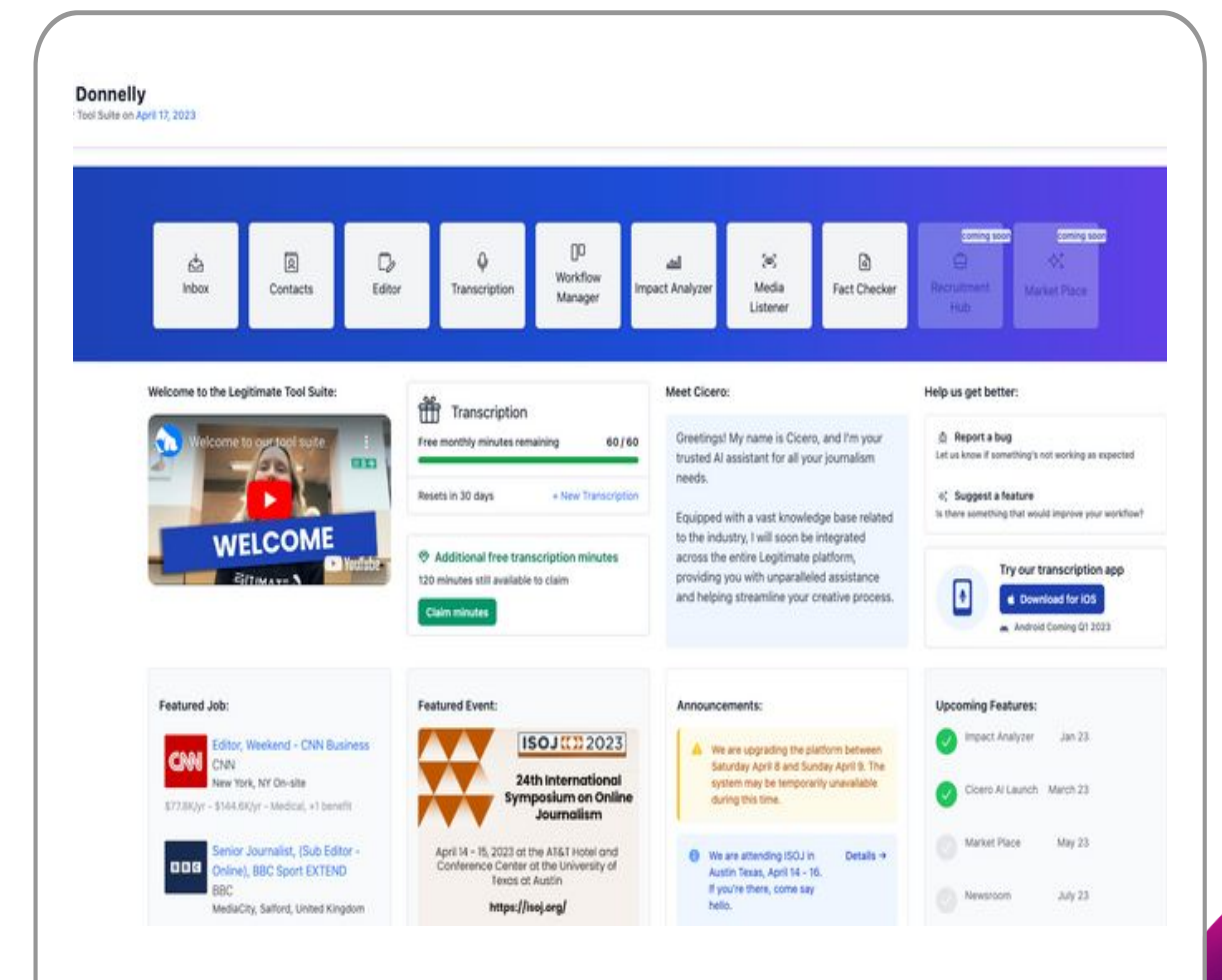 Donnelly
Tool Suite on April 17, 2023
coming soon
coming soon
Inbox
Contacts
Editor
Transcription
Workflow
Manager
Impact Analyzer
Media
Listener
Fact Checker
Recruitment
Hub
Market Place
Welcome to the Legitimate Tool Suite:
Welcome to our tool suite
WELCOME
YouTube
Transcription
Free monthly minutes remaining 60 / 60
Resets in 30 days + New Transcription
Additional free transcription minutes
120 minutes still available to claim
Claim minutes
Meet Cicero:
Greetings! My name is Cicero, and I'm your
trusted AI assistant for all your journalism
needs.
Equipped with a vast knowledge base related
to the industry, I will soon be integrated
across the entire Legitimate platform,
providing you with unparalleled assistance
and helping streamline your creative process.
Help us get better:
Report a bug
Let us know if something's not working as expected
Suggest a feature
Is there something that would improve your workflow?
Try our transcription app
Download for iOS
Android Coming Q1 2023
Featured Job:
CNN
Editor, Weekend - CNN Business
CNN
New York, NY On-site
$77.8K/yr - $144.6K/yr - Medical, +1 benefit
BBC
Senior Journalist, (Sub Editor -
Online), BBC Sport EXTEND
BBC
MediaCity, Salford, United Kingdom
Featured Event:
ISOJ 2023
24th International
Symposium on Online
Journalism
April 14 - 15, 2023 at the AT&T Hotel and
Conference Center at the University of
Texas at Austin
https://isoj.org/
Announcements:
We are upgrading the platform between
Saturday April 8 and Sunday April 9. The
system may be temporarily unavailable
during this time.
We are attending ISOJ in Details →
Austin Texas, April 14 - 16.
If you're there, come say
hello.
Upcoming Features:
Impact Analyzer Jan 23
Cicero AI Launch March 23
Market Place May 23
Newsroom July 23